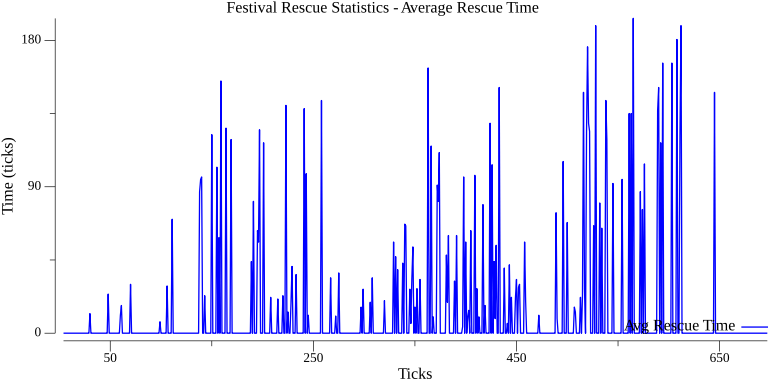 Festival Rescue Statistics - Average Rescue Time
180
90
0
Time (ticks)
Avg Rescue Time
50
250
450
650
Ticks